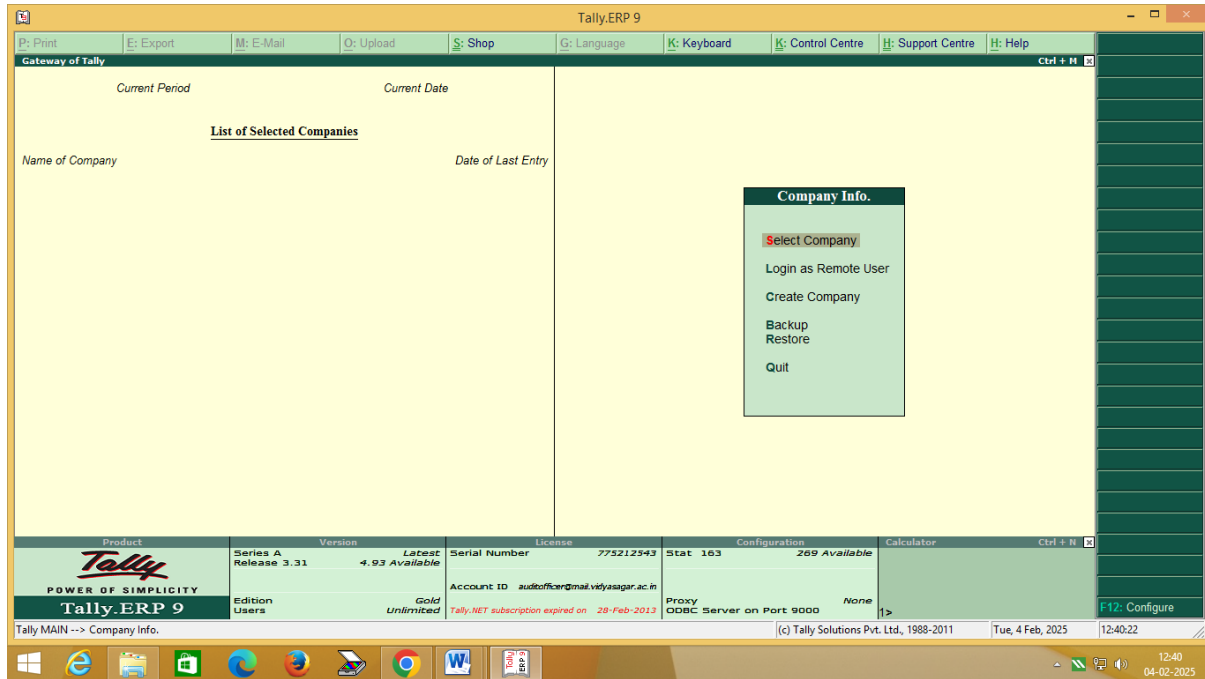 Tally.ERP 9
P: Print E: Export M: E-Mail O: Upload S: Shop G: Language K: Keyboard K: Control Centre H: Support Centre H: Help
Gateway of Tally Ctrl + M
Current Period Current Date
List of Selected Companies
Name of Company Date of Last Entry
Company Info.
Select Company
Login as Remote User
Create Company
Backup
Restore
Quit
Product Version License Configuration Calculator Ctrl + N
Tally
POWER OF SIMPLICITY
Tally.ERP 9
Series A Latest
Release 3.31 4.93 Available
Edition Gold
Users Unlimited
Serial Number 775212543
Account ID auditofficer@mail.vidyasagar.ac.in
Tally.NET subscription expired on 28-Feb-2013
Stat 163 269 Available
Proxy None
ODBC Server on Port 9000
1>
F12: Configure
Tally MAIN --> Company Info. (c) Tally Solutions Pvt. Ltd., 1988-2011 Tue, 4 Feb, 2025 12:40:22
Tally ERP 9
12:40
04-02-2025